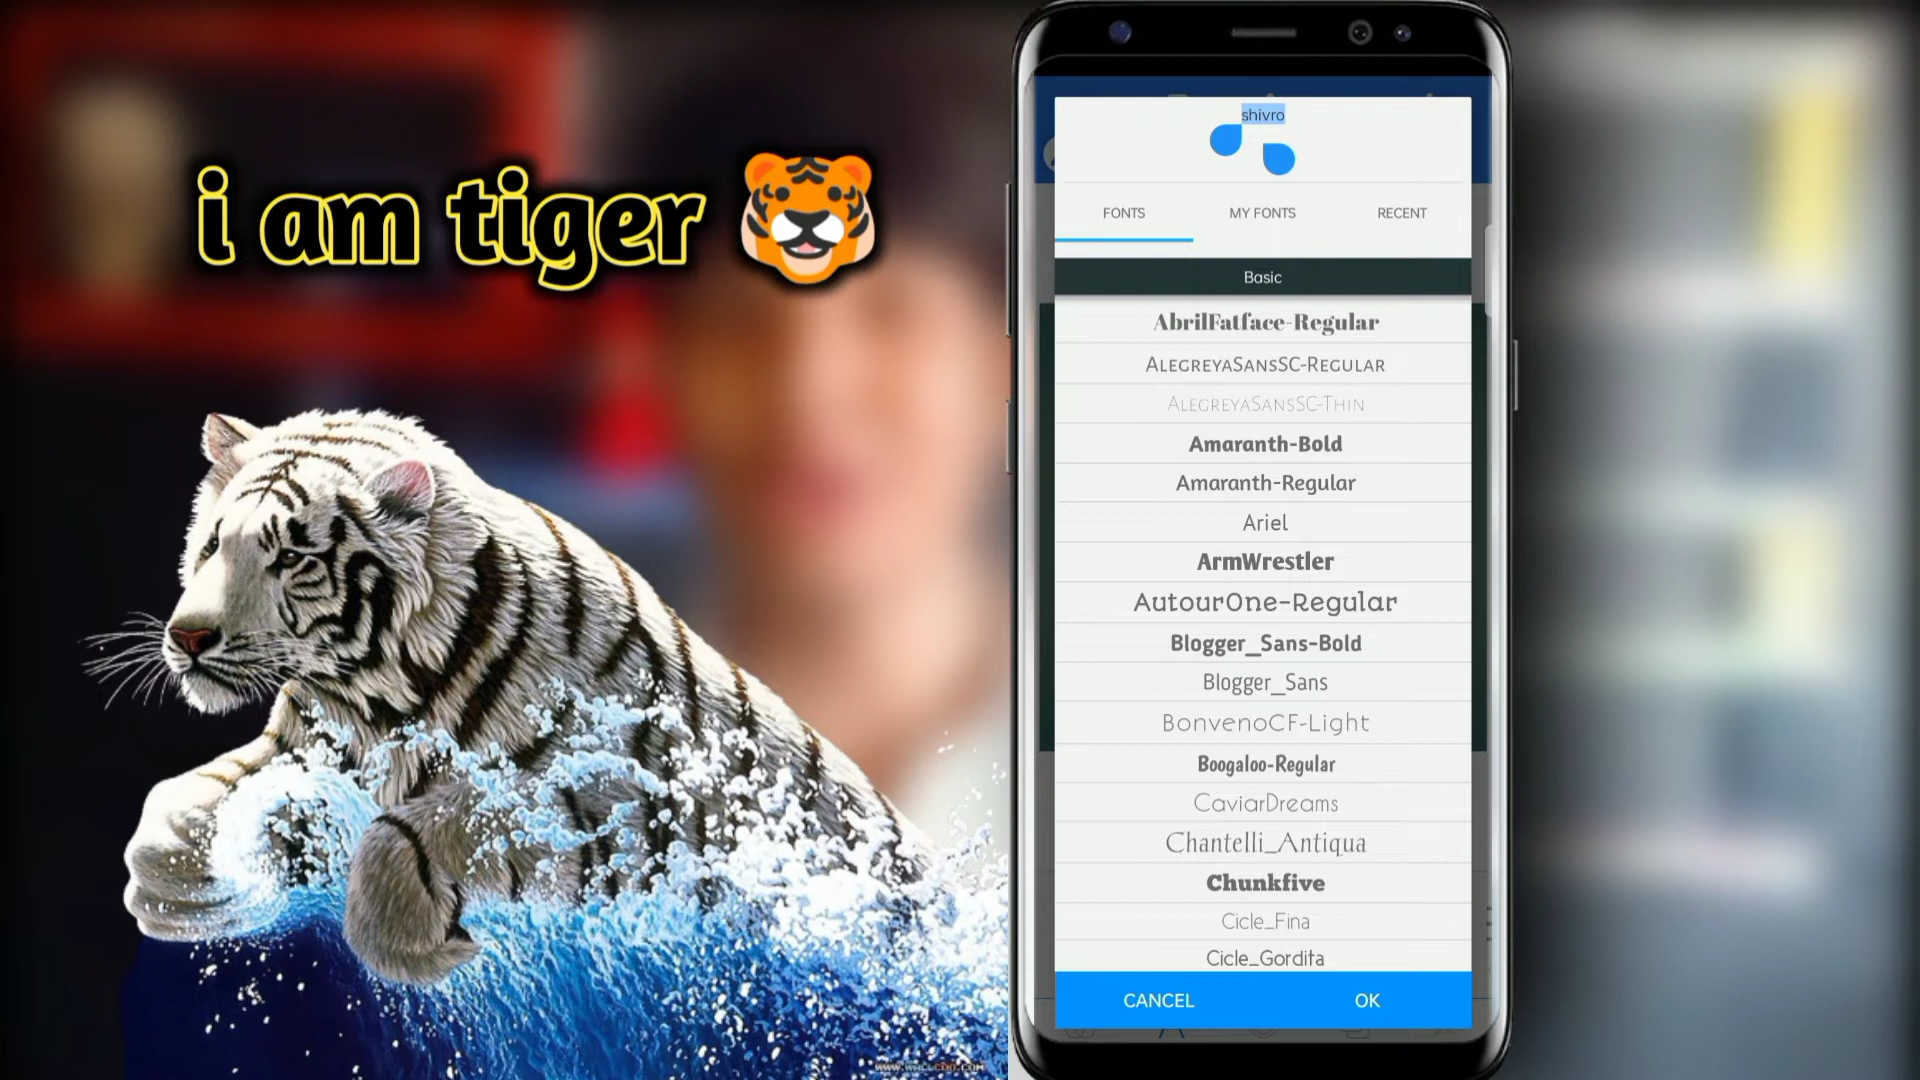 i am tiger 🐯
shivro
FONTS MY FONTS RECENT
Basic
AbrilFatface-Regular
AlegreyaSansSC-Regular
AlegreyaSansSC-Thin
Amaranth-Bold
Amaranth-Regular
Ariel
ArmWrestler
AutourOne-Regular
Blogger_Sans-Bold
Blogger_Sans
BonvenoCF-Light
Boogaloo-Regular
CaviarDreams
Chantelli_Antiqua
Chunkfive
Cicle_Fina
Cicle_Gordita
CANCEL OK